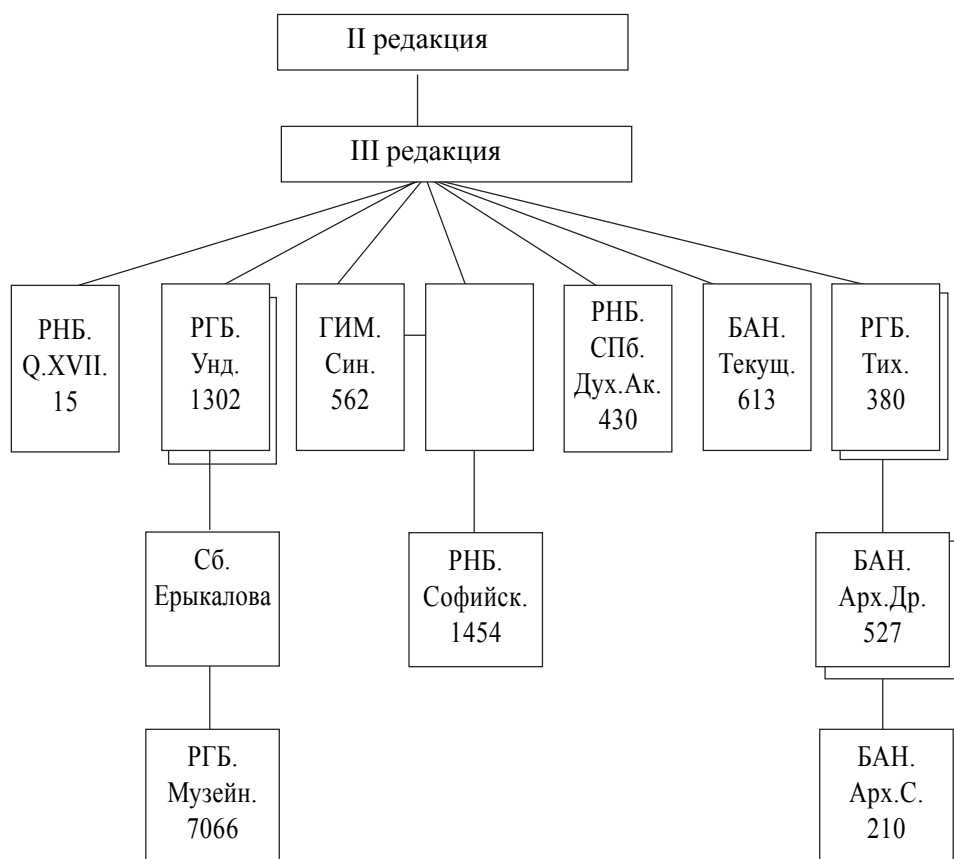 II редакция
III редакция
РНБ.
Q.XVII.
15
РГБ.
Унд.
1302
ГИМ.
Син.
562
РНБ.
СПб.
Дух.Ак.
430
БАН.
Текущ.
613
РГБ.
Тих.
380
Сб.
Ерыкалова
РНБ.
Софийск.
1454
БАН.
Арх.Др.
527
РГБ.
Музейн.
7066
БАН.
Арх.С.
210